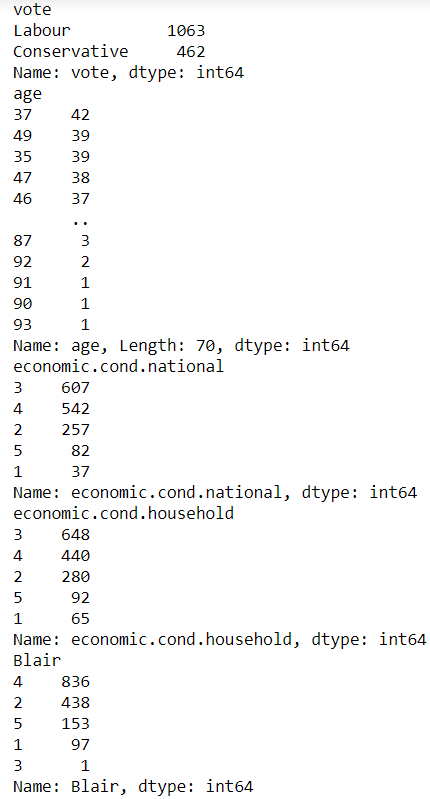 vote
Labour          1063
Conservative     462
Name: vote, dtype: int64
age
37    42
49    39
35    39
47    38
46    37
      ..
87     3
92     2
91     1
90     1
93     1
Name: age, Length: 70, dtype: int64
economic.cond.national
3    607
4    542
2    257
5     82
1     37
Name: economic.cond.national, dtype: int64
economic.cond.household
3    648
4    440
2    280
5     92
1     65
Name: economic.cond.household, dtype: int64
Blair
4    836
2    438
5    153
1     97
3      1
Name: Blair, dtype: int64